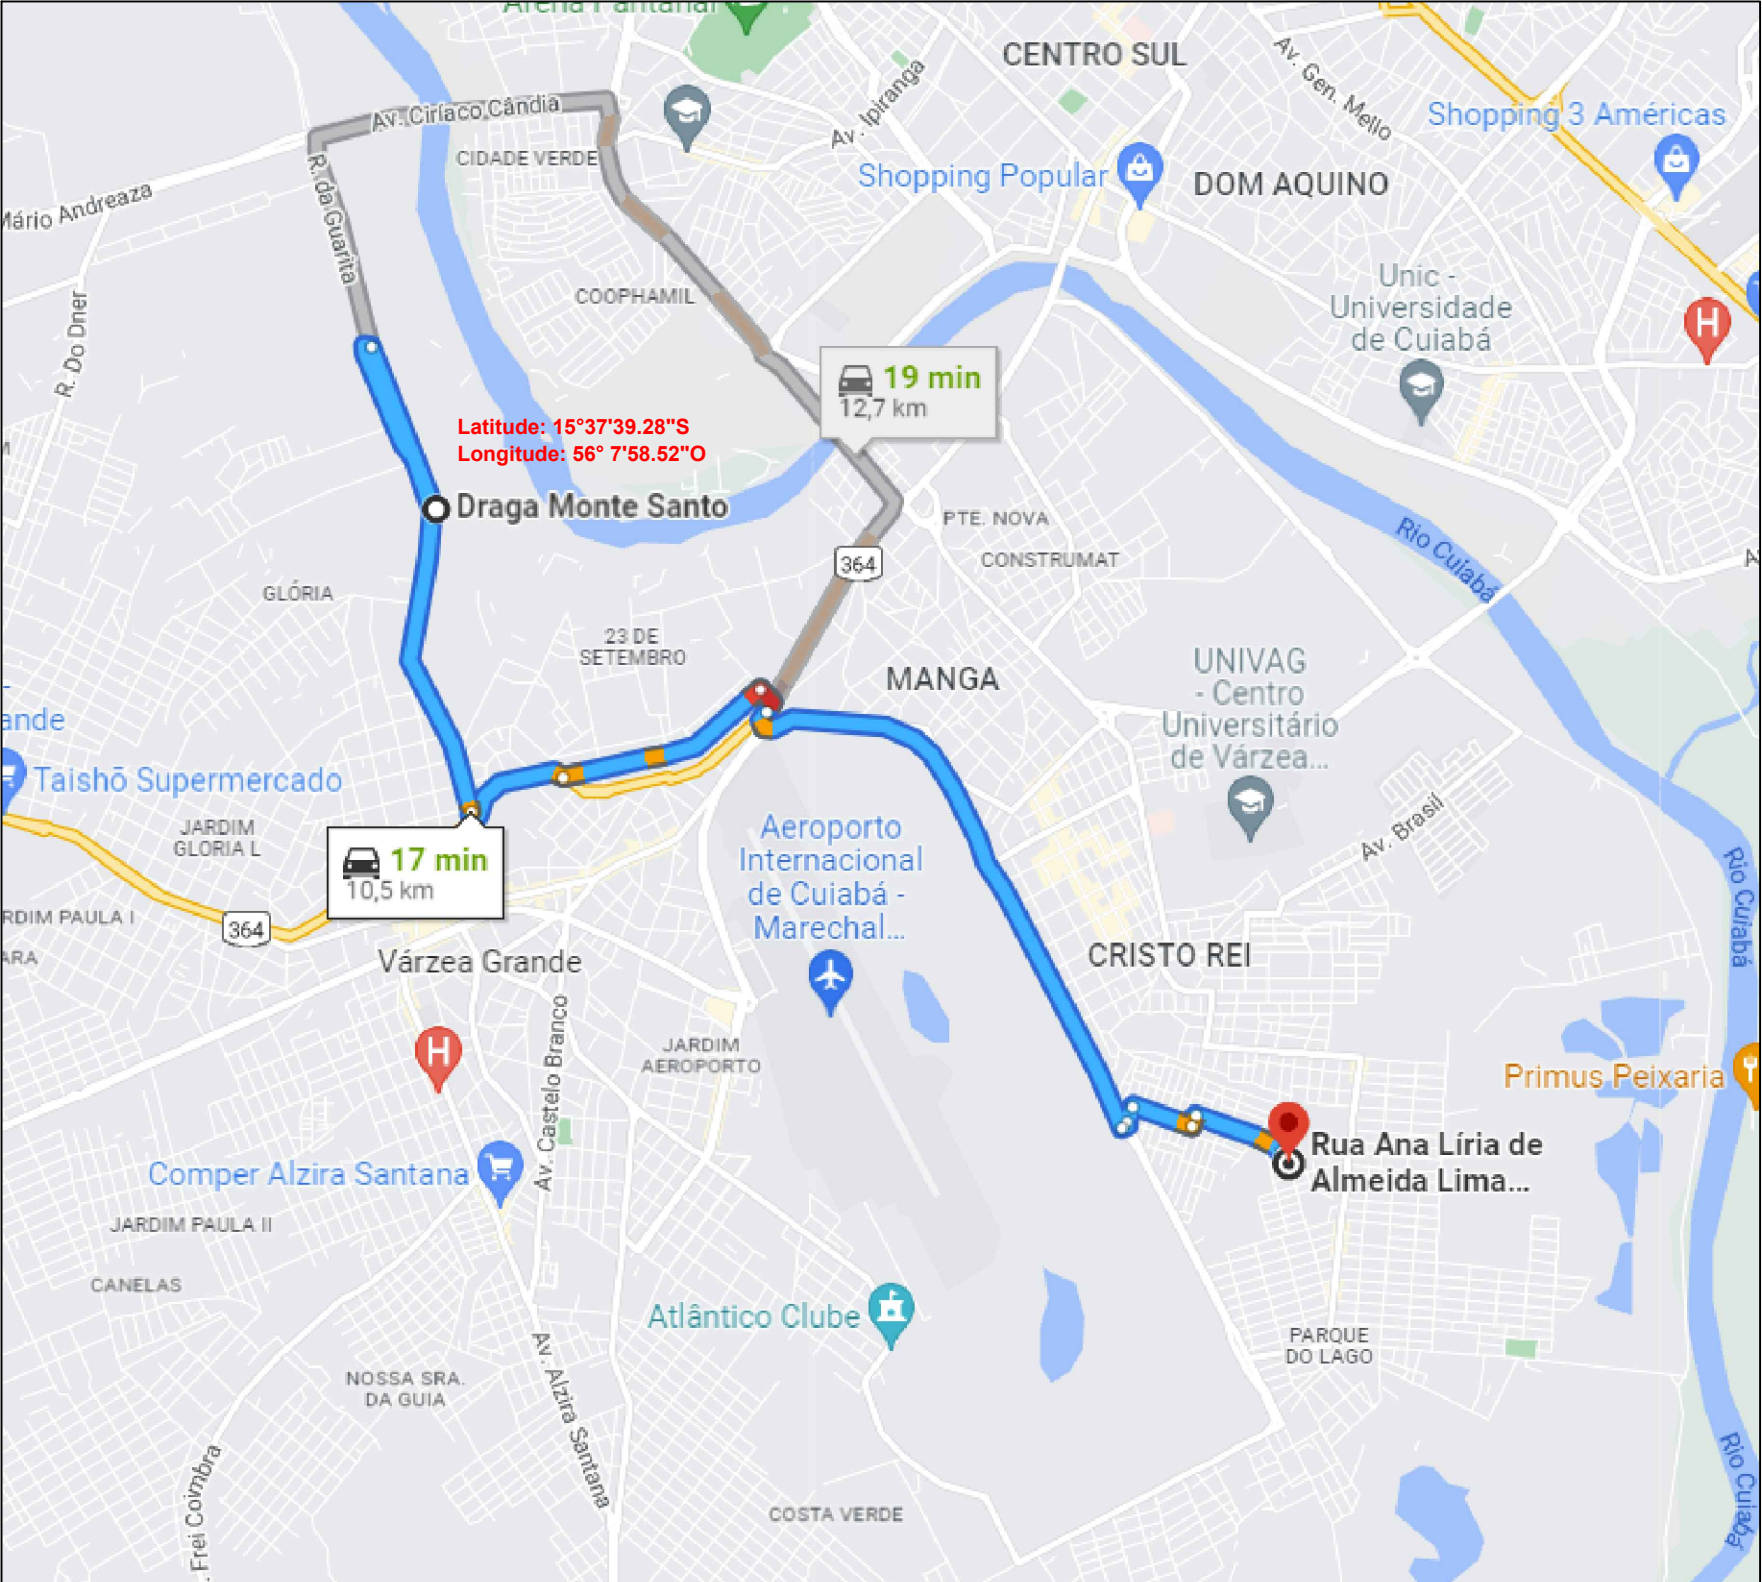 Arena Pantanal
CENTRO SUL
Av. Gen. Mello
Shopping 3 Américas
Av. Ciríaco Cândia
Av. Ipiranga
CIDADE VERDE
Shopping Popular
DOM AQUINO
Mário Andreaza
R. da Guarita
R. Do Dner
COOPHAMIL
Unic -
Universidade
de Cuiabá
H
19 min
12,7 km
Latitude: 15°37'39.28"S
Longitude: 56° 7'58.52"O
Draga Monte Santo
PTE. NOVA
CONSTRUMAT
364
Rio Cuiabá
GLÓRIA
23 DE
SETEMBRO
MANGA
UNIVAG
- Centro
Universitário
de Várzea...
ande
Taishō Supermercado
JARDIM
GLORIA L
17 min
10,5 km
Aeroporto
Internacional
de Cuiabá -
Marechal...
Av. Brasil
Rio Cuiabá
RDIM PAULA I
364
ARA
Várzea Grande
CRISTO REI
H
Av. Castelo Branco
JARDIM
AEROPORTO
Primus Peixaria
Rua Ana Líria de
Almeida Lima...
Comper Alzira Santana
JARDIM PAULA II
CANELAS
Atlântico Clube
PARQUE
DO LAGO
NOSSA SRA.
DA GUIA
Av. Alzira Santana
Frei Coimbra
COSTA VERDE
Rio Cuiabá